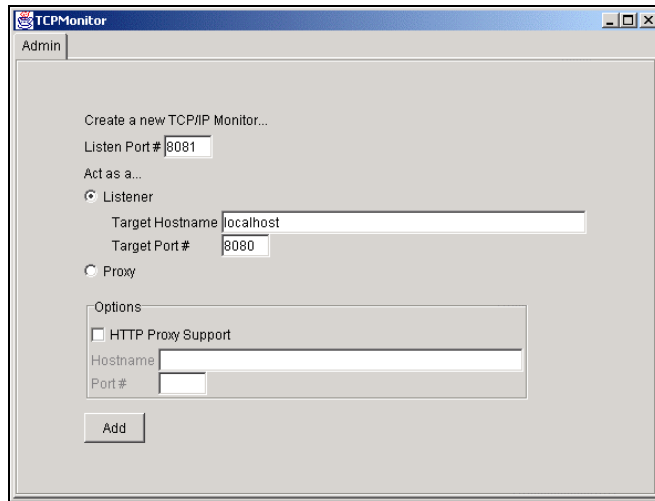 TCPMonitor
Admin
Create a new TCP/IP Monitor...
Listen Port # 8081
Act as a...
Listener
Target Hostname localhost
Target Port # 8080
Proxy
Options
HTTP Proxy Support
Hostname
Port #
Add